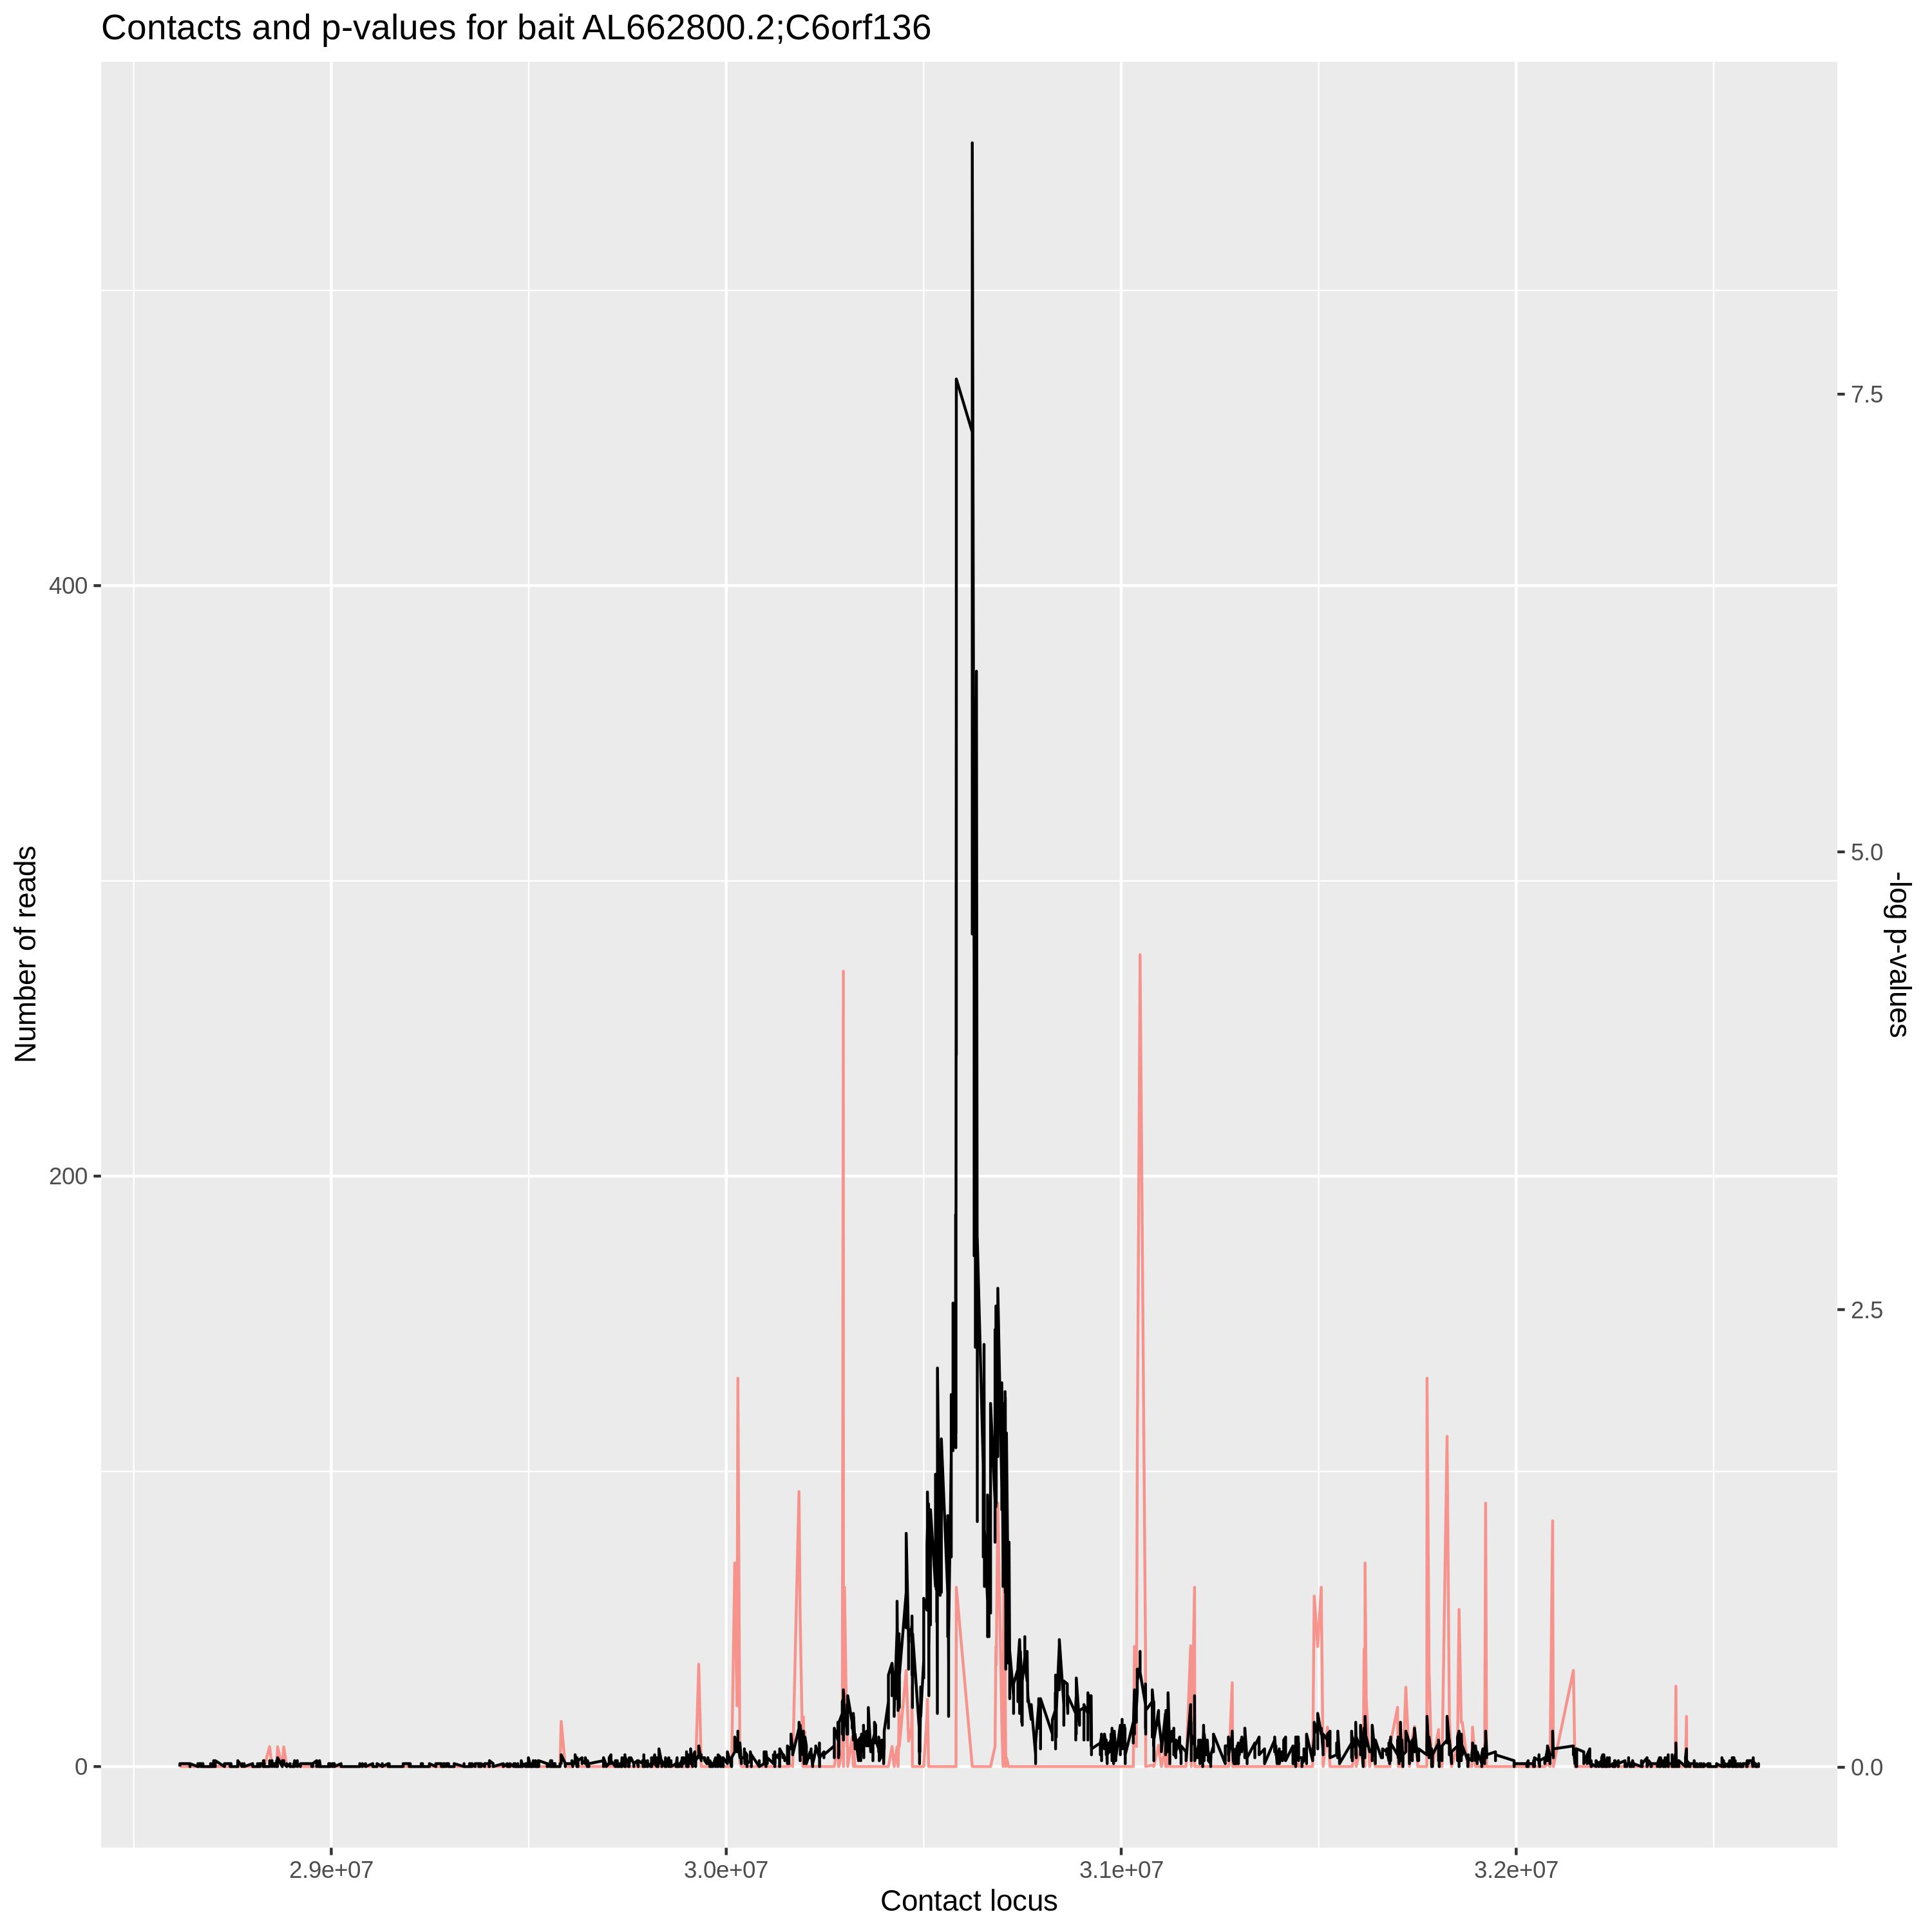 Contacts and p-values for bait AL662800.2;C6orf136
Number of reads
400
200
0
7.5
5.0
2.5
0.0
-log p-values
2.9e+07
3.0e+07
3.1e+07
3.2e+07
Contact locus